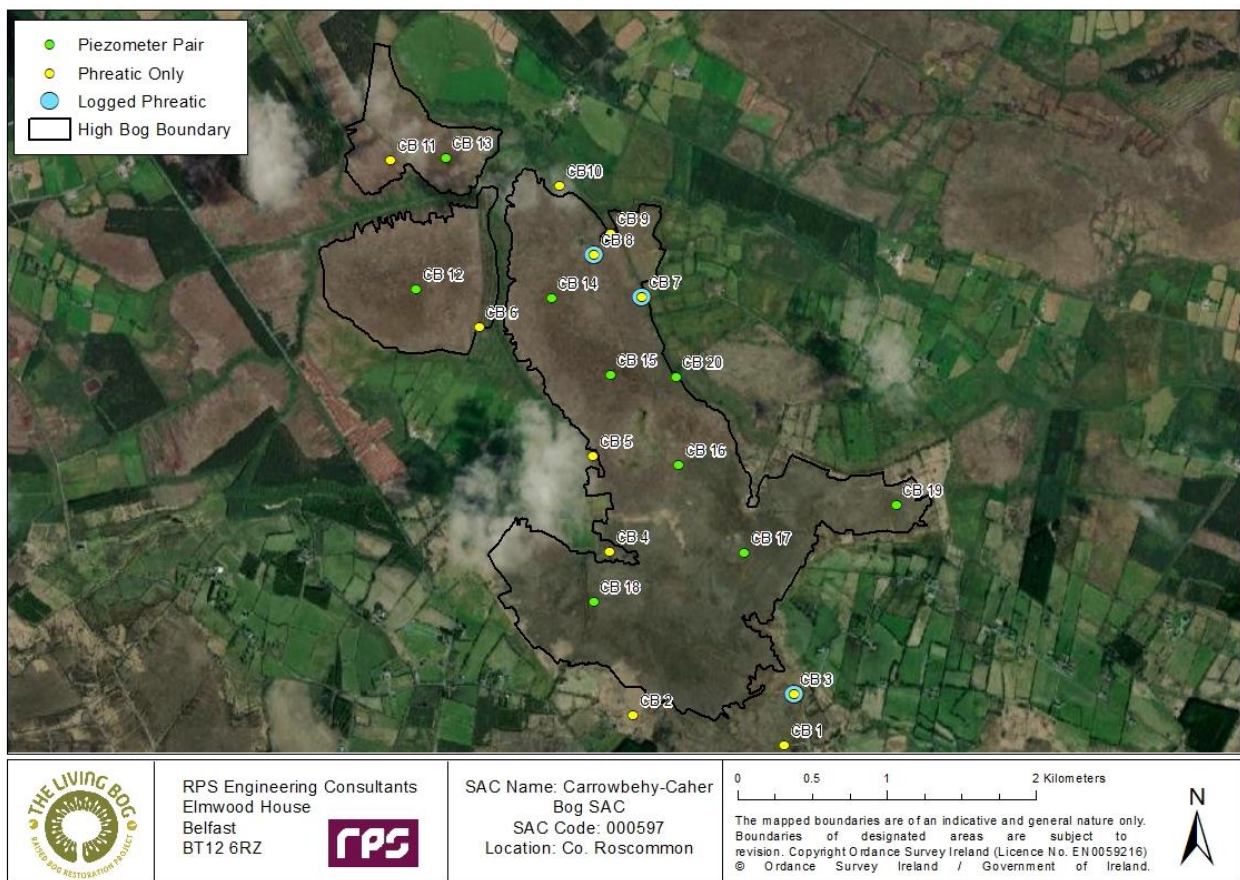 Piezometer Pair
Phreatic Only
Logged Phreatic
High Bog Boundary
CB 11
CB 13
CB10
CB 9
CB 8
CB 12
CB 14
CB 7
CB 6
CB 15
CB 20
CB 5
CB 16
CB 19
CB 4
CB 17
CB 18
CB 3
CB 2
CB 1
THE LIVING BOG
RAISED BOG RESTORATION PROJECT
RPS Engineering Consultants
Elmwood House
Belfast
BT12 6RZ
rps
SAC Name: Carrowbehy-Caher
Bog SAC
SAC Code: 000597
Location: Co. Roscommon
0 0.5 1 2 Kilometers
The mapped boundaries are of an indicative and general nature only.
Boundaries of designated areas are subject to
revision. Copyright Ordance Survey Ireland (Licence No. EN0059216)
© Ordance Survey Ireland / Government of Ireland.
N